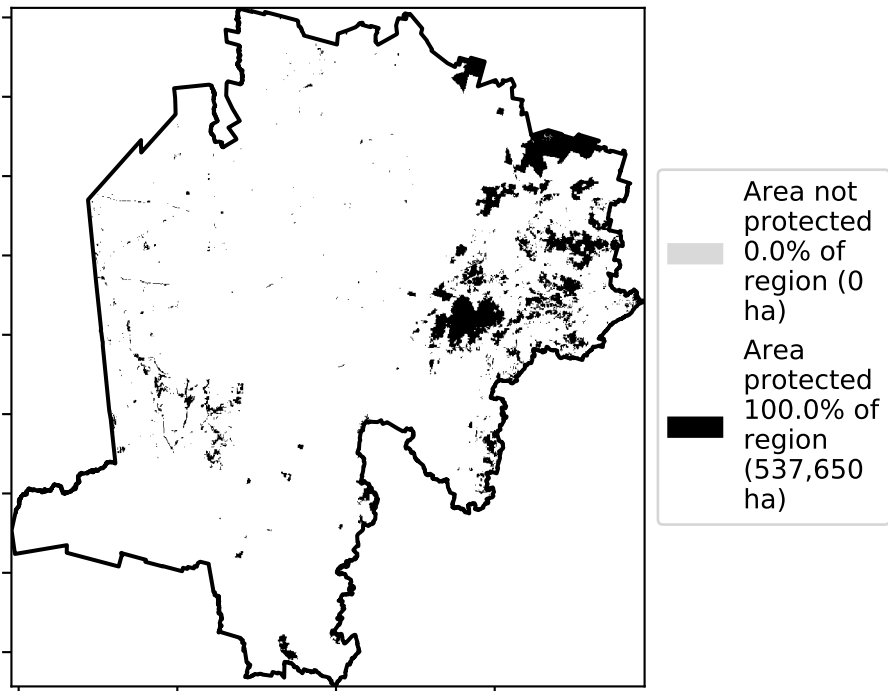 Area not
protected
0.0% of
region (0
ha)
Area
protected
100.0% of
region
(537,650
ha)